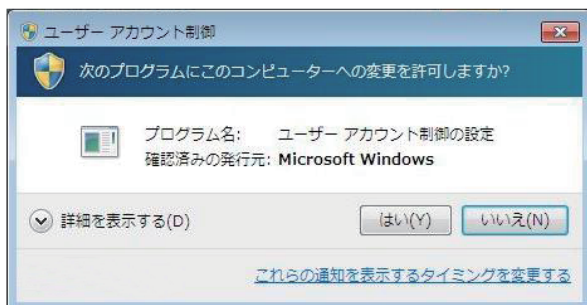 ユーザー アカウント制御
次のプログラムにこのコンピューターへの変更を許可しますか?
プログラム名: ユーザー アカウント制御の設定
確認済みの発行元: Microsoft Windows
詳細を表示する(D) はい(Y) いいえ(N)
これらの通知を表示するタイミングを変更する